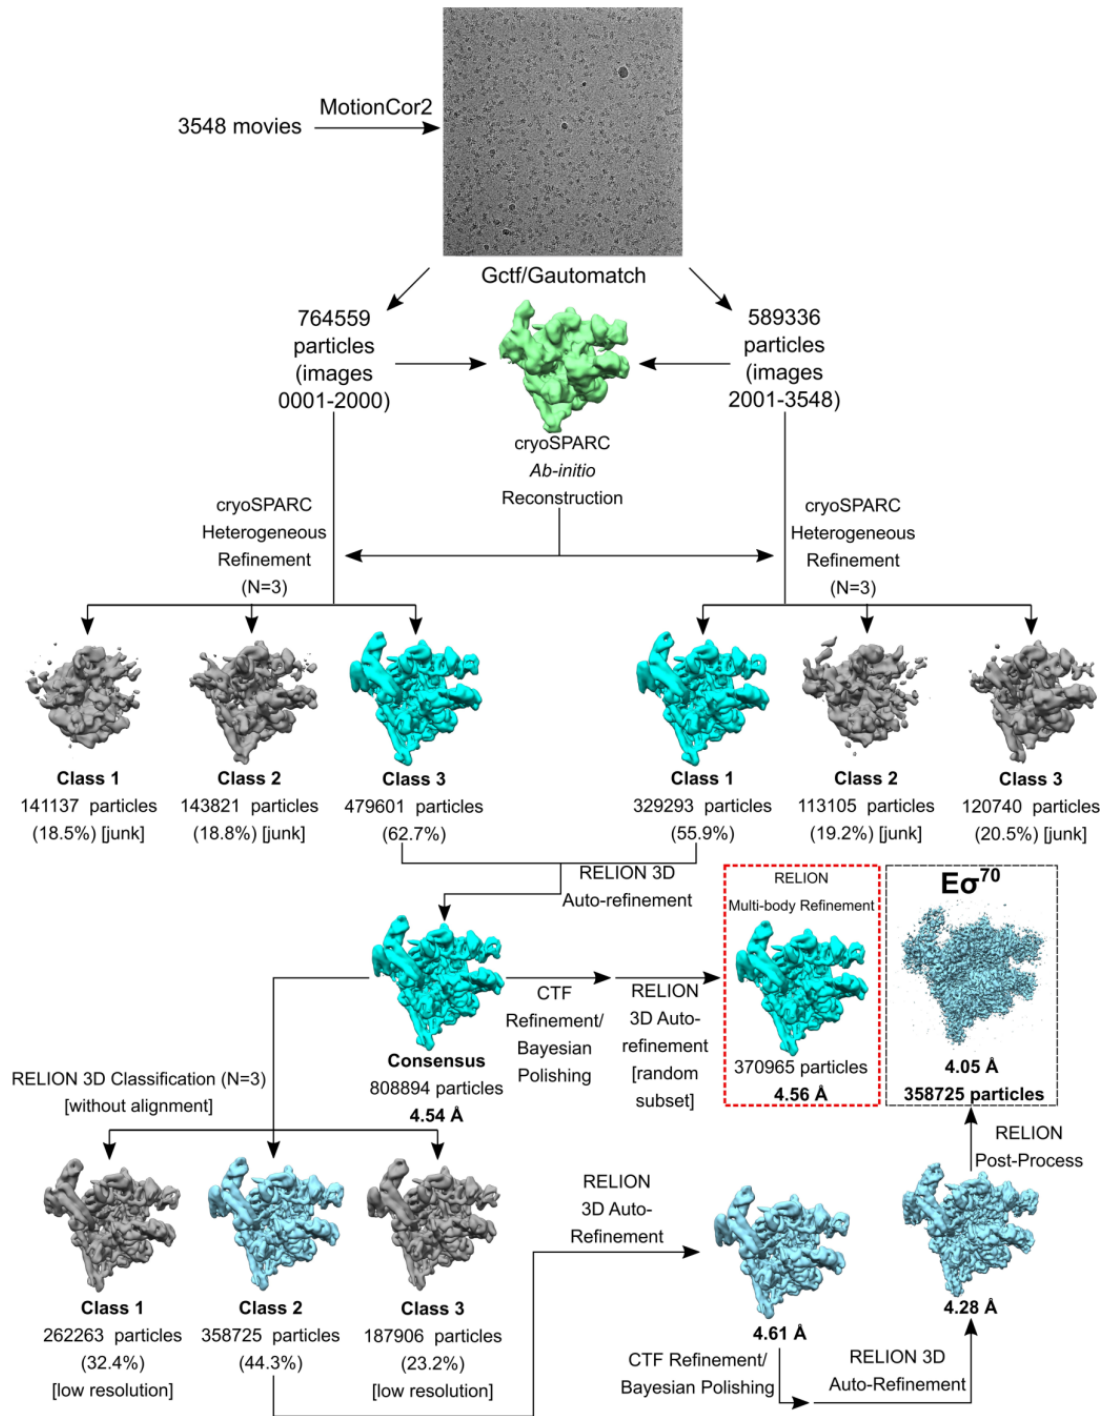 MotionCor2
3548 movies
Gctf/Gautomatch
764559
particles
(images
0001-2000)
589336
particles
(images
2001-3548)
cryoSPARC
Ab-initio
Reconstruction
cryoSPARC
Heterogeneous
Refinement
(N=3)
cryoSPARC
Heterogeneous
Refinement
(N=3)
Class 1
141137 particles
(18.5%) [junk]
Class 2
143821 particles
(18.8%) [junk]
Class 3
479601 particles
(62.7%)
Class 1
329293 particles
(55.9%)
Class 2
113105 particles
(19.2%) [junk]
Class 3
120740 particles
(20.5%) [junk]
RELION 3D
Auto-refinement
Consensus
808894 particles
4.54 Å
CTF
Refinement/
Bayesian
Polishing
RELION
3D Auto-
refinement
[random
subset]
RELION
Multi-body Refinement
370965 particles
4.56 Å
Eσ⁷⁰
4.05 Å
358725 particles
RELION
Post-Process
RELION 3D Classification (N=3)
[without alignment]
Class 1
262263 particles
(32.4%)
[low resolution]
Class 2
358725 particles
(44.3%)
Class 3
187906 particles
(23.2%)
[low resolution]
RELION
3D Auto-
Refinement
4.61 Å
CTF Refinement/
Bayesian Polishing
RELION 3D
Auto-Refinement
4.28 Å